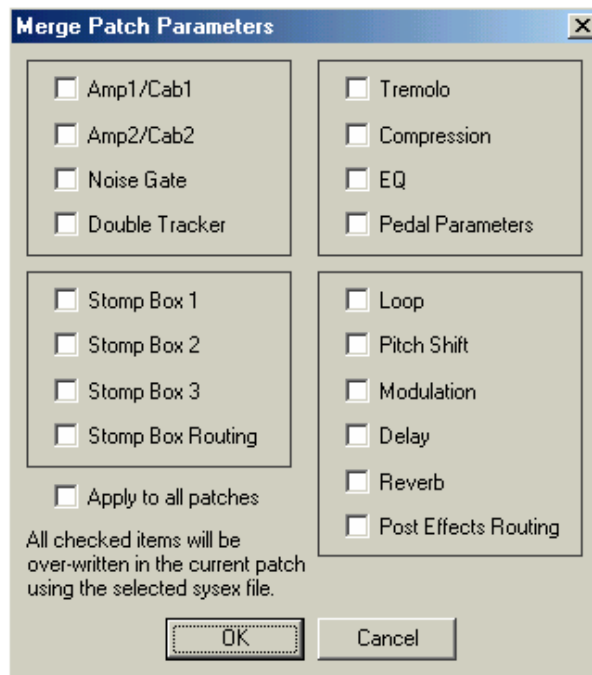 Merge Patch Parameters
Amp1/Cab1
Amp2/Cab2
Noise Gate
Double Tracker
Tremolo
Compression
EQ
Pedal Parameters
Stomp Box 1
Stomp Box 2
Stomp Box 3
Stomp Box Routing
Loop
Pitch Shift
Modulation
Delay
Reverb
Post Effects Routing
Apply to all patches
All checked items will be
over-written in the current patch
using the selected sysex file.
OK
Cancel